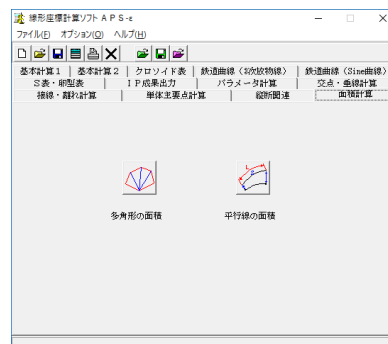 線形座標計算ソフトＡＰＳ-ε
ファイル(F) オプション(O) ヘルプ(H)
基本計算１ 基本計算２ クロソイド表 鉄道曲線（3次放物線） 鉄道曲線（Sine曲線）
Ｓ表・卵型表 ＩＰ成果出力 パラメータ計算 交点・垂線計算
接線・離れ計算 単体主要点計算 縦断関連 面積計算
多角形の面積 平行線の面積